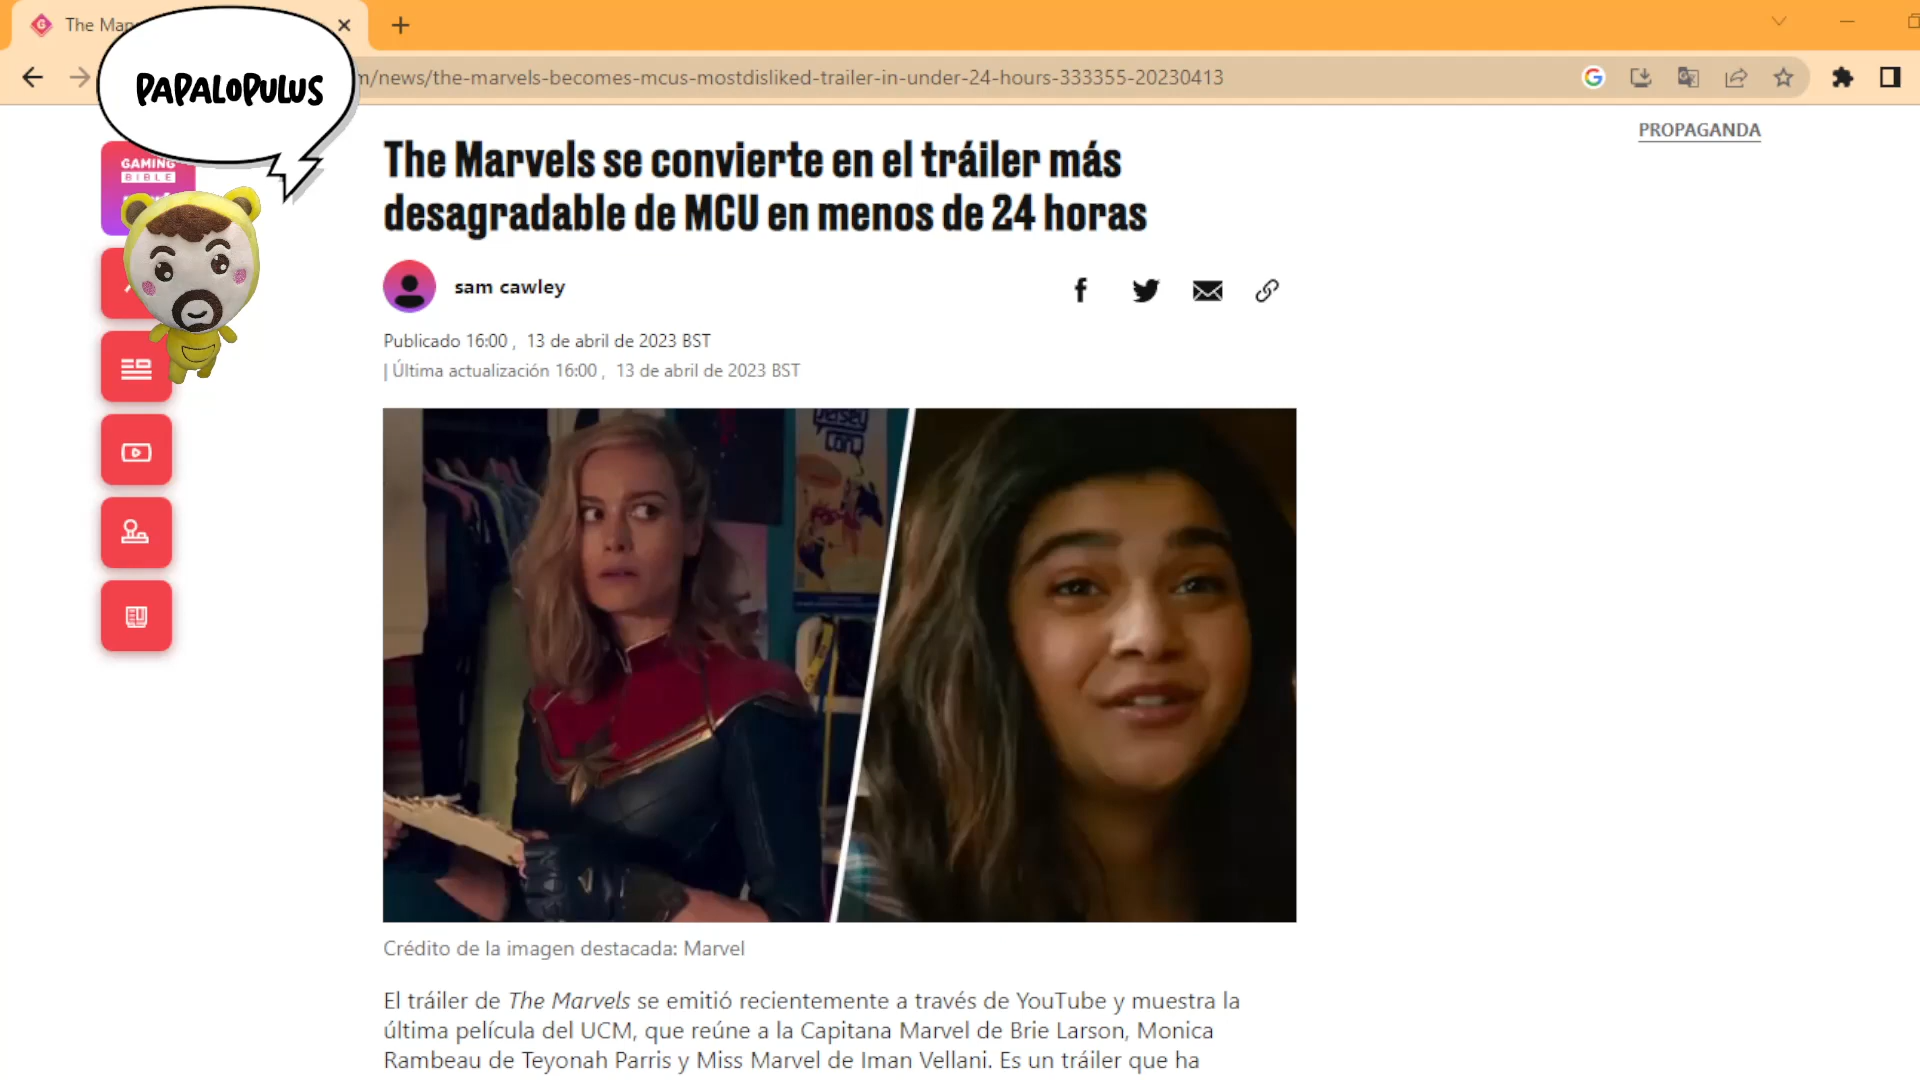 The Mar
m/news/the-marvels-becomes-mcus-mostdisliked-trailer-in-under-24-hours-333355-20230413
PAPALOPULUS
GAMING
BIBLE
PROPAGANDA
The Marvels se convierte en el tráiler más
desagradable de MCU en menos de 24 horas
sam cawley
Publicado 16:00 , 13 de abril de 2023 BST
| Última actualización 16:00 , 13 de abril de 2023 BST
Crédito de la imagen destacada: Marvel
El tráiler de The Marvels se emitió recientemente a través de YouTube y muestra la
última película del UCM, que reúne a la Capitana Marvel de Brie Larson, Monica
Rambeau de Teyonah Parris y Miss Marvel de Iman Vellani. Es un tráiler que ha